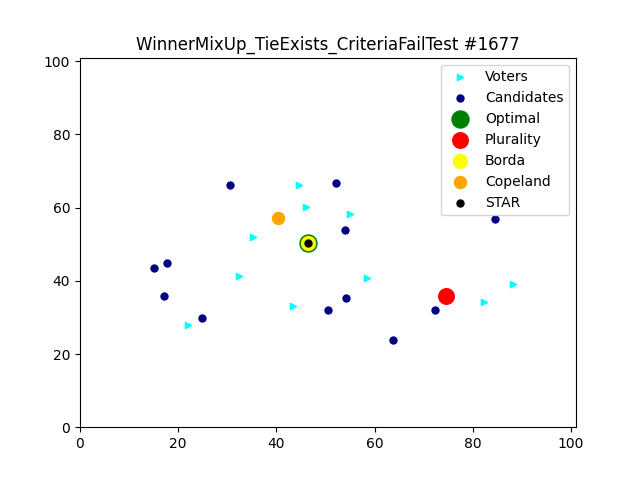 WinnerMixUp_TieExists_CriteriaFailTest #1677
100
80
60
40
20
0
0 20 40 60 80 100
Voters
Candidates
Optimal
Plurality
Borda
Copeland
STAR